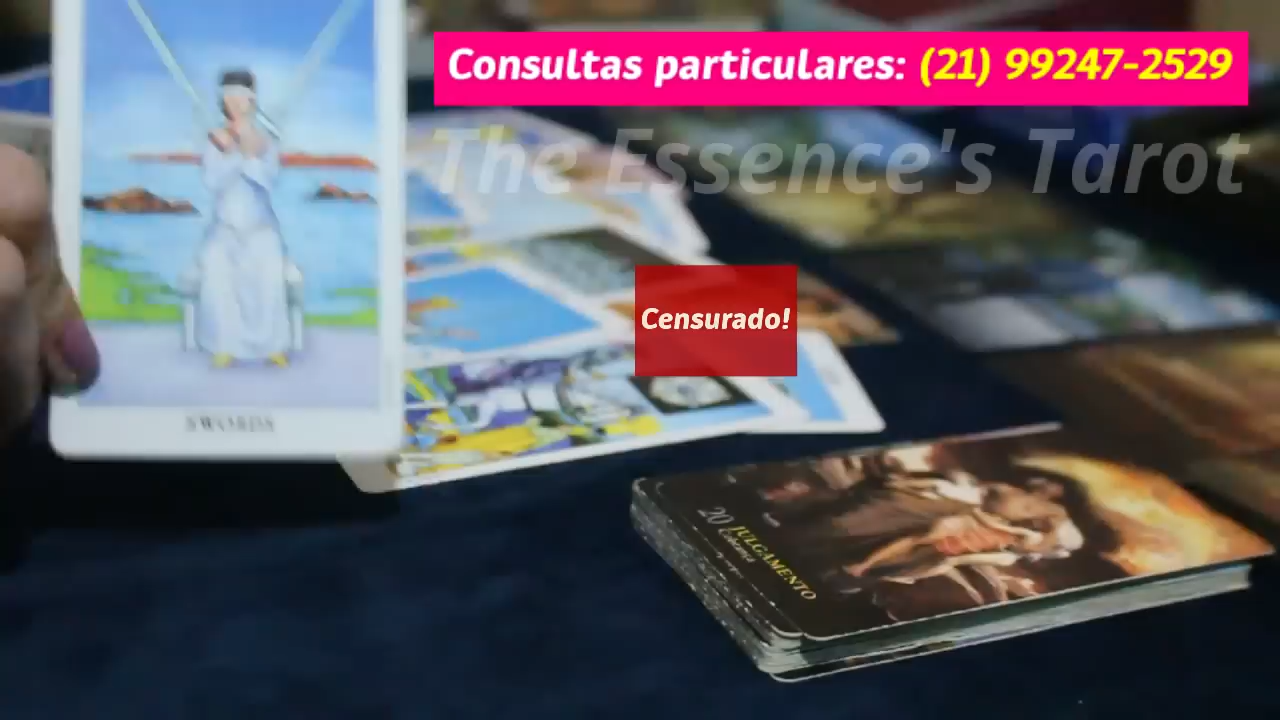 Consultas particulares: (21) 99247-2529
The Essence's Tarot
Censurado!
SWORDS
20 JULGAMENTO